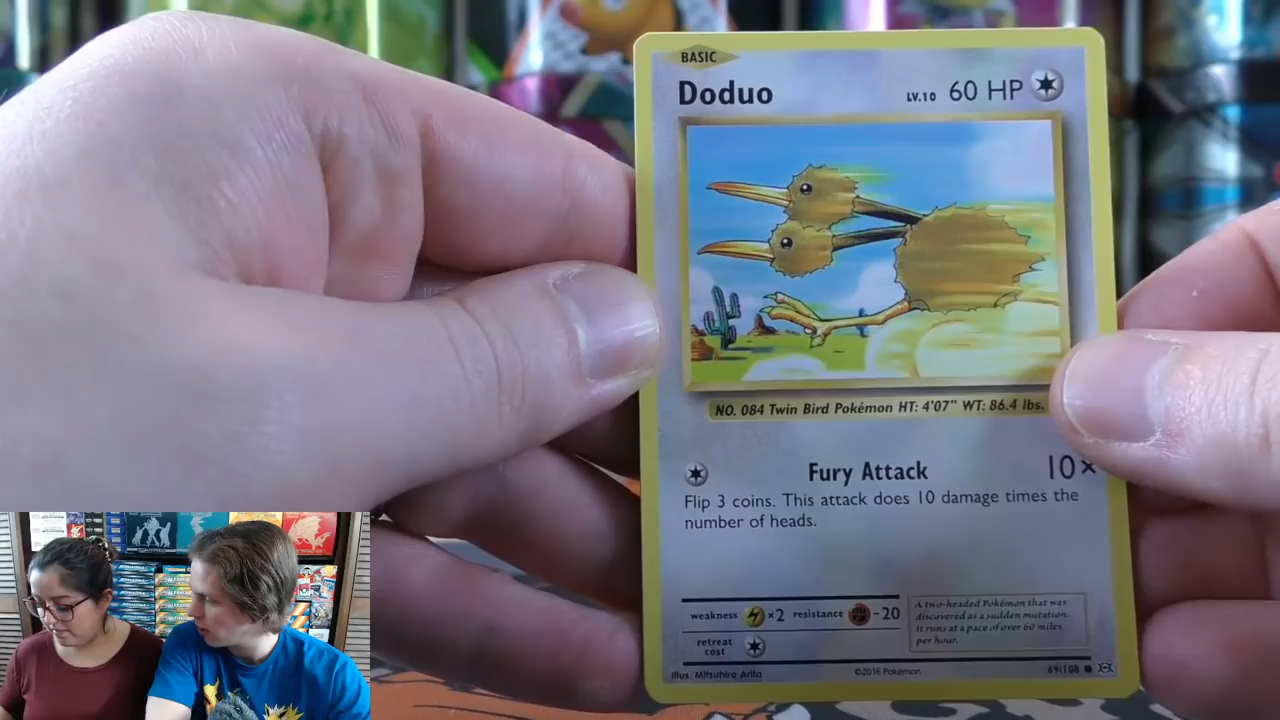 BASIC
Doduo LV.10 60 HP
NO. 084 Twin Bird Pokémon HT: 4'07" WT: 86.4 lbs.
Fury Attack 10×
Flip 3 coins. This attack does 10 damage times the
number of heads.
weakness ×2 resistance -20
retreat
cost
A two-headed Pokémon that was
discovered as a sudden mutation.
It runs at a pace of over 60 miles
per hour.
Illus. Mitsuhiro Arita ©2016 Pokémon 69/108